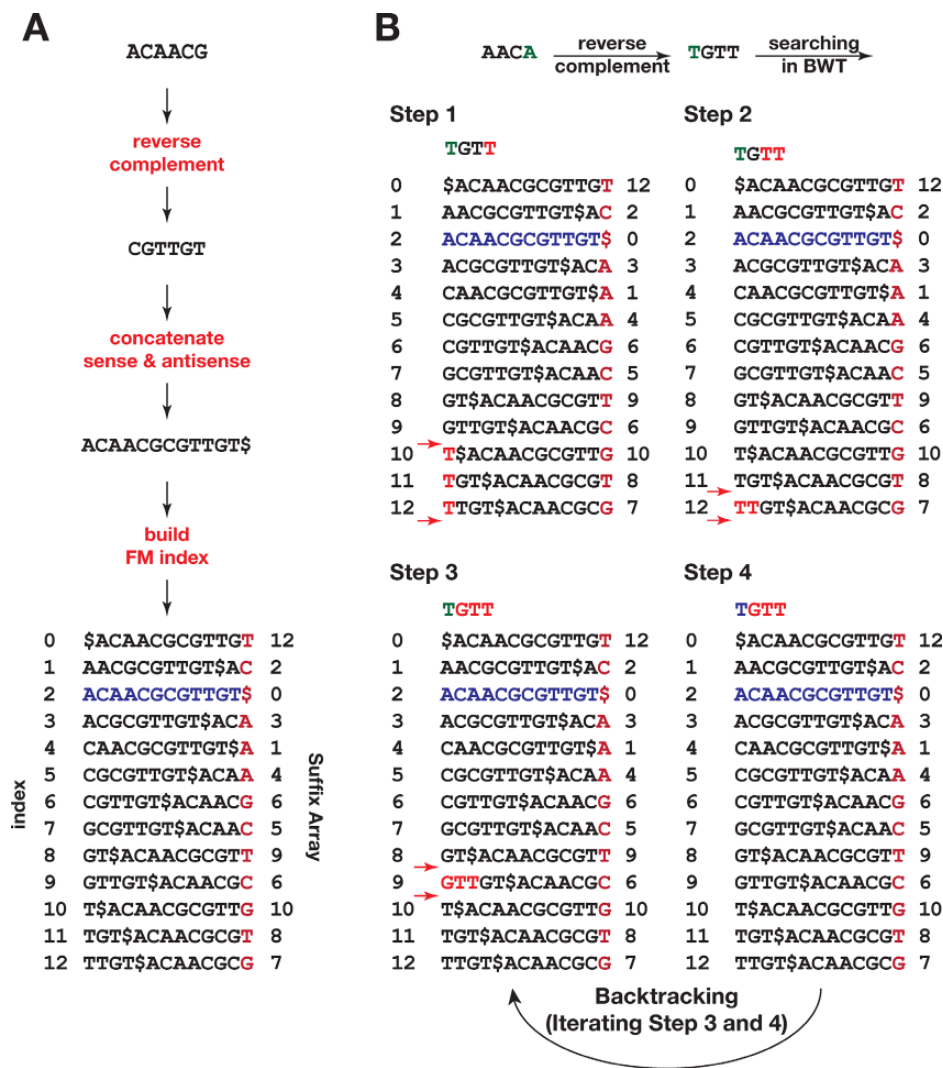 A
ACAACG
reverse
complement
CGTTGT
concatenate
sense & antisense
ACAACGCGTTGT$
build
FM index
index
0 $ACAACGCGTTGT 12
1 AACGCGTTGT$AC 2
2 ACAACGCGTTGT$ 0
3 ACGCGTTGT$ACA 3
4 CAACGCGTTGT$A 1
5 CGCGTTGT$ACAA 4
6 CGTTGT$ACAACG 6
7 GCGTTGT$ACAAC 5
8 GT$ACAACGCGTT 9
9 GTTGT$ACAACGC 6
10 T$ACAACGCGTTG 10
11 TGT$ACAACGCGT 8
12 TTGT$ACAACGCG 7
Suffix Array
B
AACA reverse complement TGTT searching in BWT
Step 1
TGTT
0 $ACAACGCGTTGT 12
1 AACGCGTTGT$AC 2
2 ACAACGCGTTGT$ 0
3 ACGCGTTGT$ACA 3
4 CAACGCGTTGT$A 1
5 CGCGTTGT$ACAA 4
6 CGTTGT$ACAACG 6
7 GCGTTGT$ACAAC 5
8 GT$ACAACGCGTT 9
9 GTTGT$ACAACGC 6
10 T$ACAACGCGTTG 10
11 TGT$ACAACGCGT 8
12 TTGT$ACAACGCG 7
Step 2
TGTT
0 $ACAACGCGTTGT 12
1 AACGCGTTGT$AC 2
2 ACAACGCGTTGT$ 0
3 ACGCGTTGT$ACA 3
4 CAACGCGTTGT$A 1
5 CGCGTTGT$ACAA 4
6 CGTTGT$ACAACG 6
7 GCGTTGT$ACAAC 5
8 GT$ACAACGCGTT 9
9 GTTGT$ACAACGC 6
10 T$ACAACGCGTTG 10
11 TGT$ACAACGCGT 8
12 TTGT$ACAACGCG 7
Step 3
TGTT
0 $ACAACGCGTTGT 12
1 AACGCGTTGT$AC 2
2 ACAACGCGTTGT$ 0
3 ACGCGTTGT$ACA 3
4 CAACGCGTTGT$A 1
5 CGCGTTGT$ACAA 4
6 CGTTGT$ACAACG 6
7 GCGTTGT$ACAAC 5
8 GT$ACAACGCGTT 9
9 GTTGT$ACAACGC 6
10 T$ACAACGCGTTG 10
11 TGT$ACAACGCGT 8
12 TTGT$ACAACGCG 7
Step 4
TGTT
0 $ACAACGCGTTGT 12
1 AACGCGTTGT$AC 2
2 ACAACGCGTTGT$ 0
3 ACGCGTTGT$ACA 3
4 CAACGCGTTGT$A 1
5 CGCGTTGT$ACAA 4
6 CGTTGT$ACAACG 6
7 GCGTTGT$ACAAC 5
8 GT$ACAACGCGTT 9
9 GTTGT$ACAACGC 6
10 T$ACAACGCGTTG 10
11 TGT$ACAACGCGT 8
12 TTGT$ACAACGCG 7
Backtracking
(Iterating Step 3 and 4)